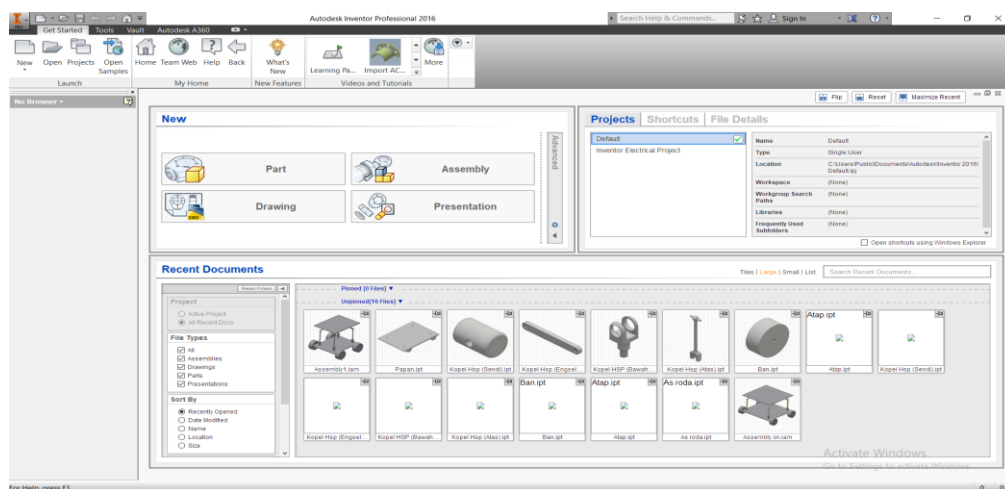 Autodesk Inventor Professional 2016
Search Help & Commands...
Sign In
Get Started Tools Vault Autodesk A360
New Open Projects Open Samples
Home Team Web Help Back
What's New
Learning Pa... Import AC...
More
Launch
My Home
New Features
Videos and Tutorials
No Browser
Flip Reset Maximize Recent
New
Part
Assembly
Drawing
Presentation
Advanced
Projects Shortcuts File Details
Default
Inventor Electrical Project
Name Default
Type Single User
Location C:\Users\Public\Documents\Autodesk\Inventor 2016\
Default.ipj
Workspace (None)
Workgroup Search Paths (None)
Libraries (None)
Frequently Used Subfolders (None)
Open shortcuts using Windows Explorer
Recent Documents
Tiles | Large | Small | List
Search Recent Documents...
Reset Filters
Project
Active Project
All Recent Docs
File Types
All
Assemblies
Drawings
Parts
Presentations
Sort By
Recently Opened
Date Modified
Name
Location
Size
Pinned [0 Files]
Unpinned[16 Files]
Atap.ipt
Assembly1.iam
Papan.ipt
Kopel Hsp (Sendi).ipt
Kopel Hsp (Engsel...
Kopel HSP (Bawah...
Kopel Hsp (Atas).ipt
Ban.ipt
Atap.ipt
Kopel Hsp (Sendi).ipt
Ban.ipt
Atap.ipt
As roda.ipt
Kopel Hsp (Engsel...
Kopel HSP (Bawah...
Kopel Hsp (Atas).ipt
Ban.ipt
Atap.ipt
As roda.ipt
Activate Windows
Go to Settings to activate Windows.
For Help, press F1